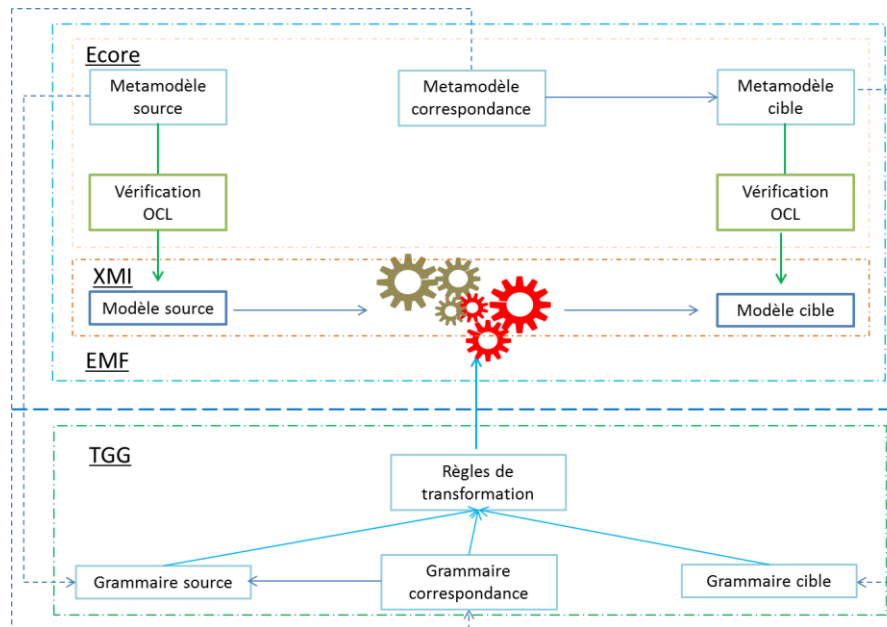 Ecore
Metamodèle
source
Metamodèle
correspondance
Metamodèle
cible
Vérification
OCL
Vérification
OCL
XMI
Modèle source
Modèle cible
EMF
TGG
Règles de
transformation
Grammaire source
Grammaire
correspondance
Grammaire cible